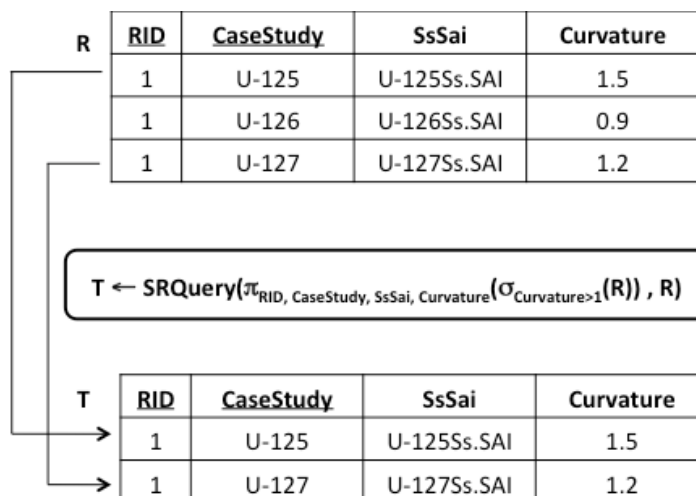 R RID CaseStudy SsSai Curvature
1 U-125 U-125Ss.SAI 1.5
1 U-126 U-126Ss.SAI 0.9
1 U-127 U-127Ss.SAI 1.2
T ← SRQuery(πRID, CaseStudy, SsSai, Curvature(σCurvature>1(R)) , R)
T RID CaseStudy SsSai Curvature
1 U-125 U-125Ss.SAI 1.5
1 U-127 U-127Ss.SAI 1.2